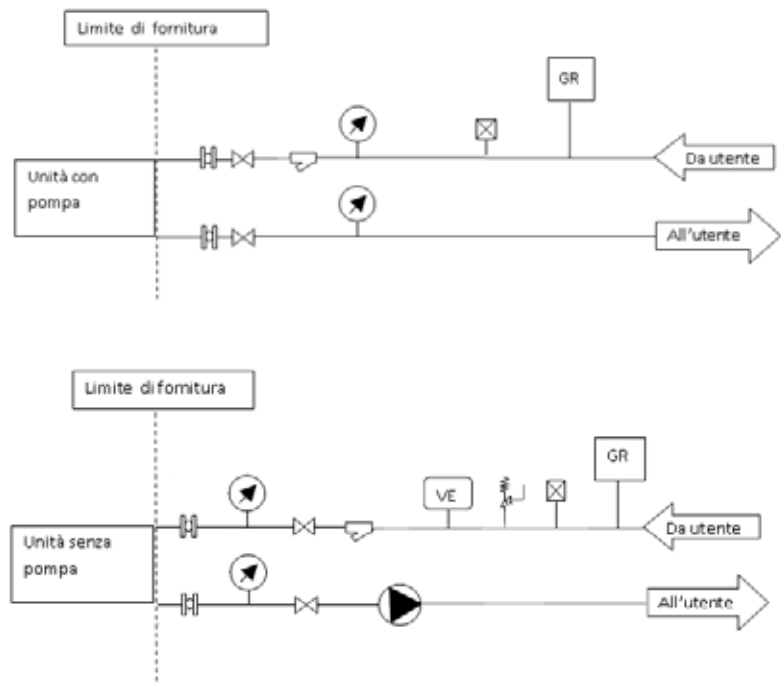 Limite di fornitura
GR
Da utente
Unità con
pompa
All'utente
Limite di fornitura
GR
VE
Unità senza
pompa
Da utente
All'utente